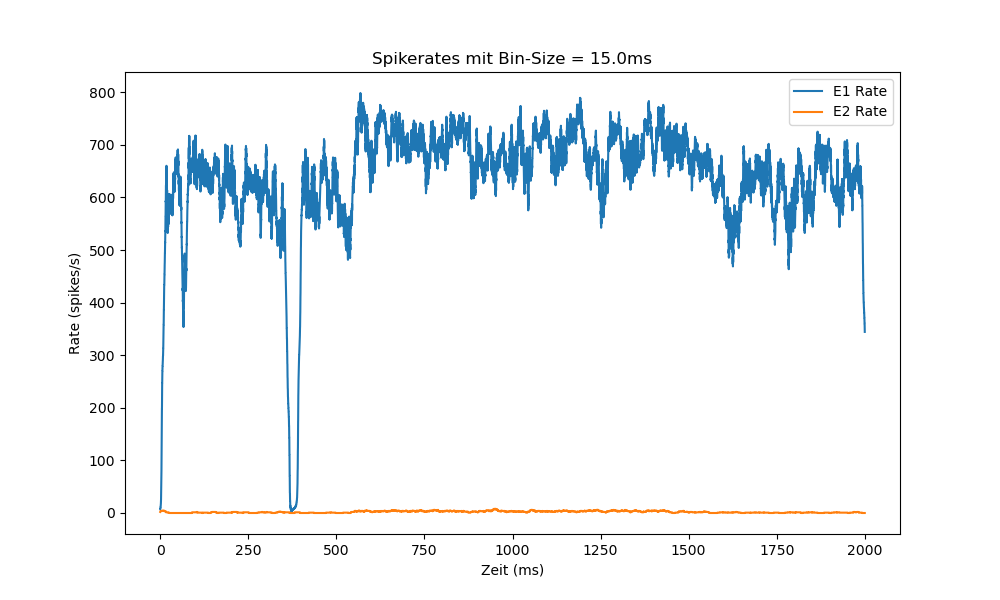 Spikerates mit Bin-Size = 15.0ms
E1 Rate
E2 Rate
Rate (spikes/s)
800
700
600
500
400
300
200
100
0
0 250 500 750 1000 1250 1500 1750 2000
Zeit (ms)